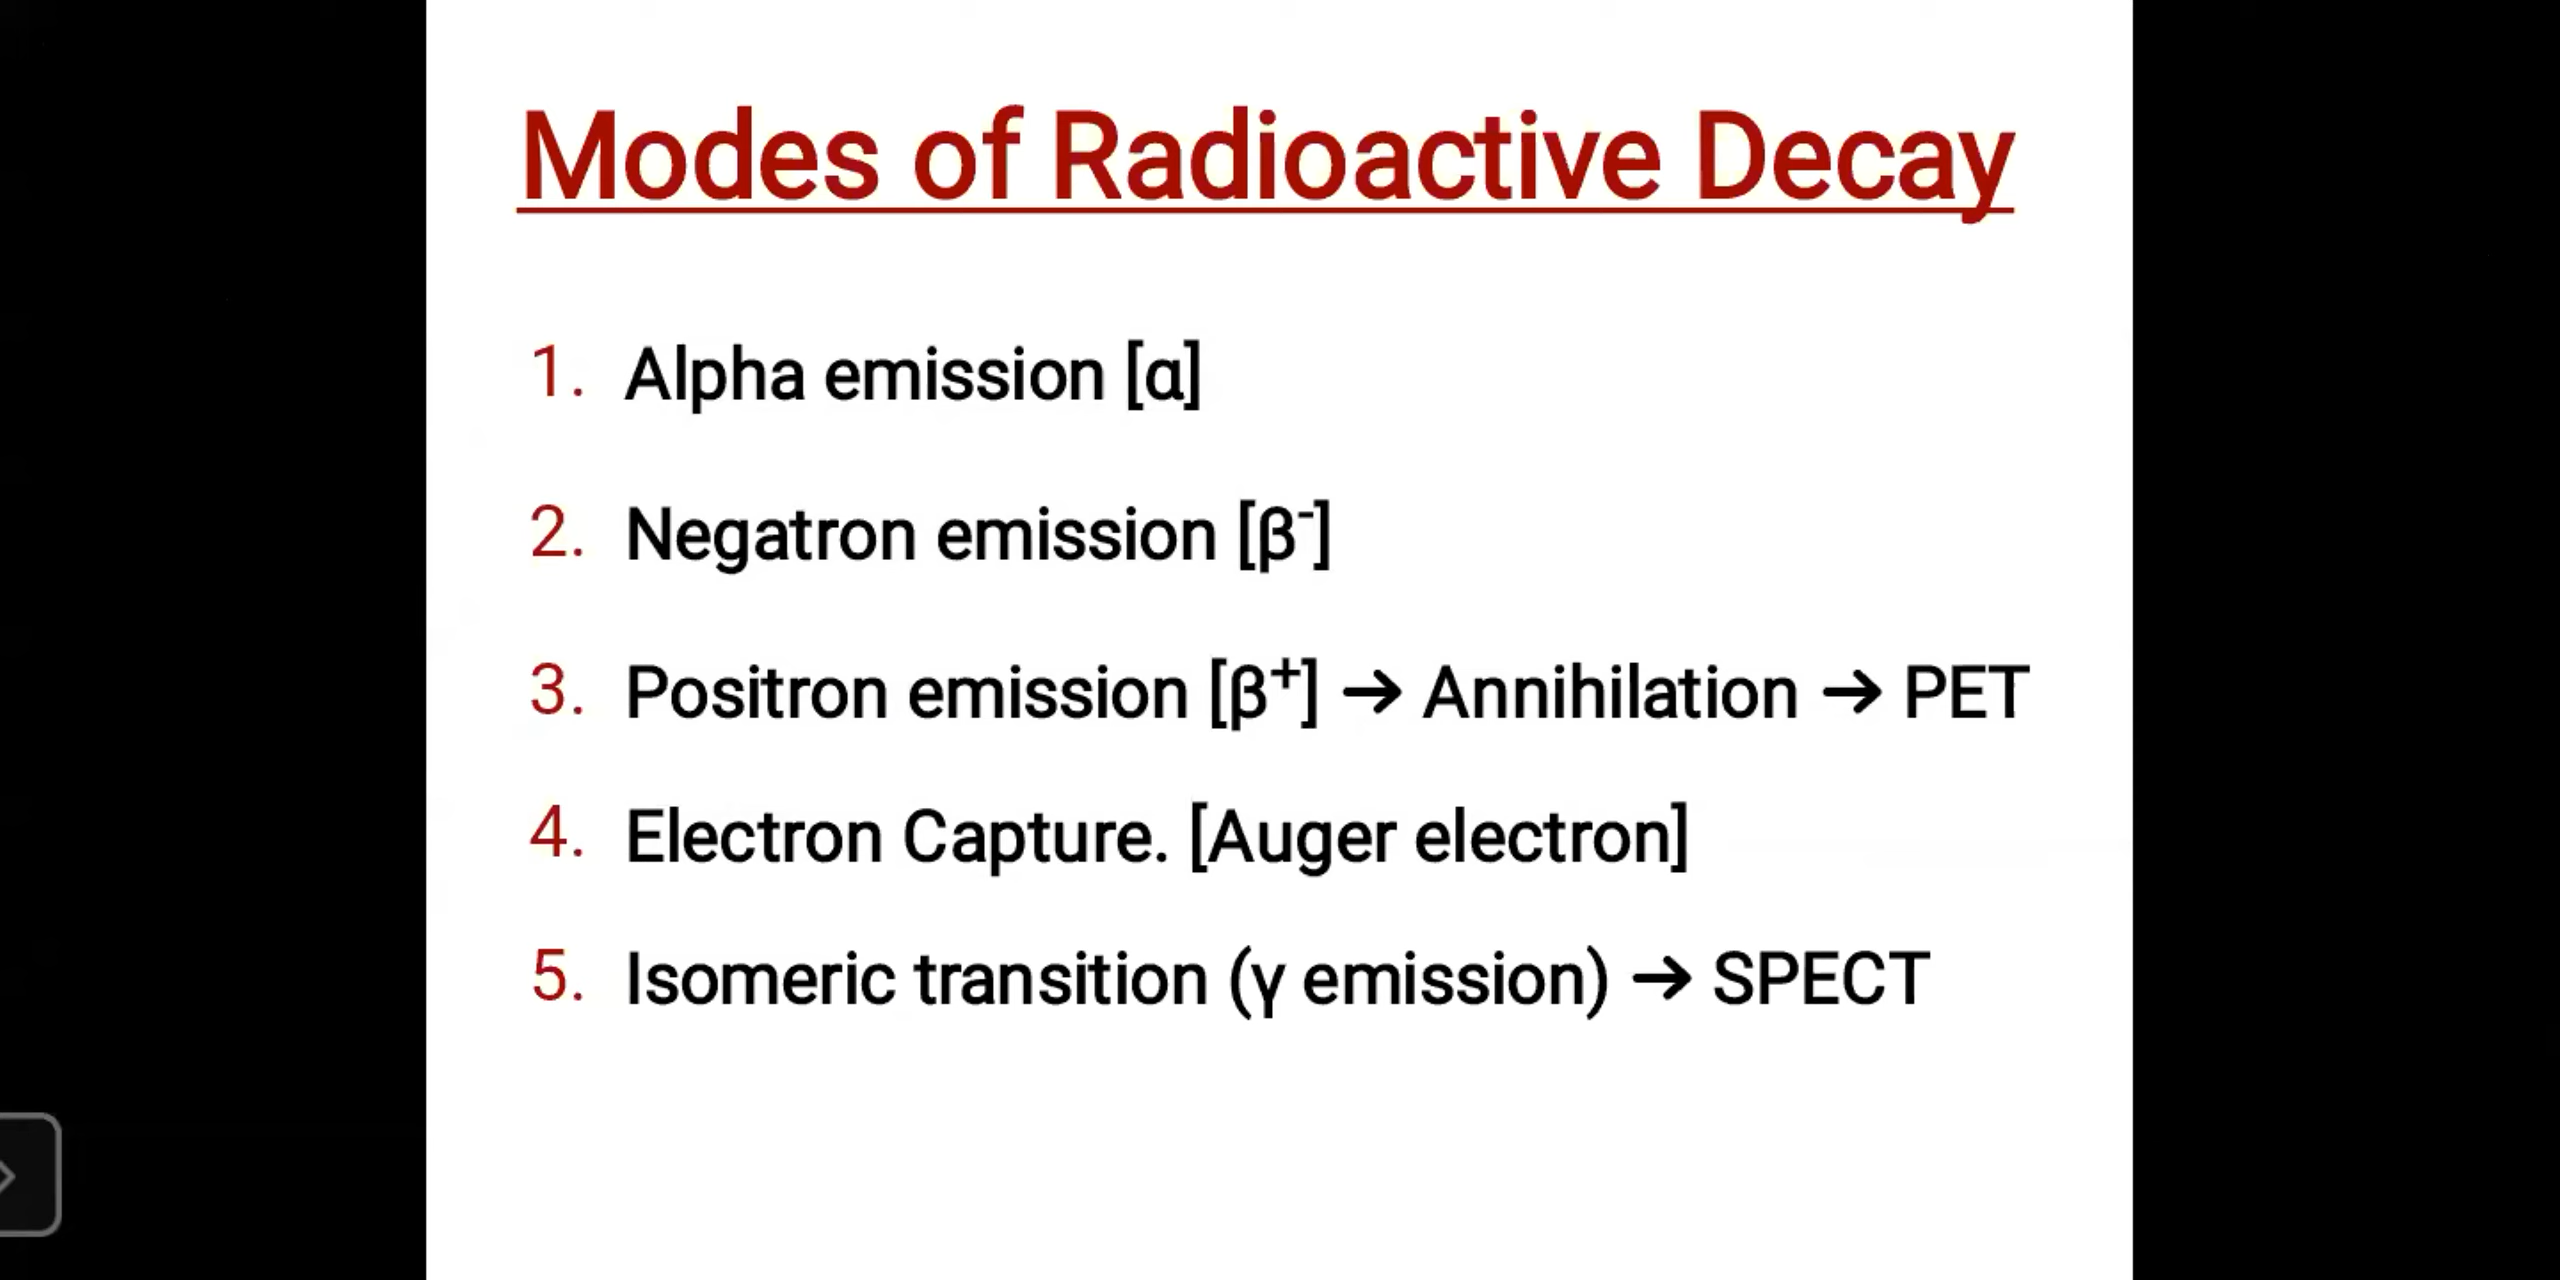 Modes of Radioactive Decay
1. Alpha emission [α]
2. Negatron emission [β⁻]
3. Positron emission [β⁺] → Annihilation → PET
4. Electron Capture. [Auger electron]
5. Isomeric transition (γ emission) → SPECT